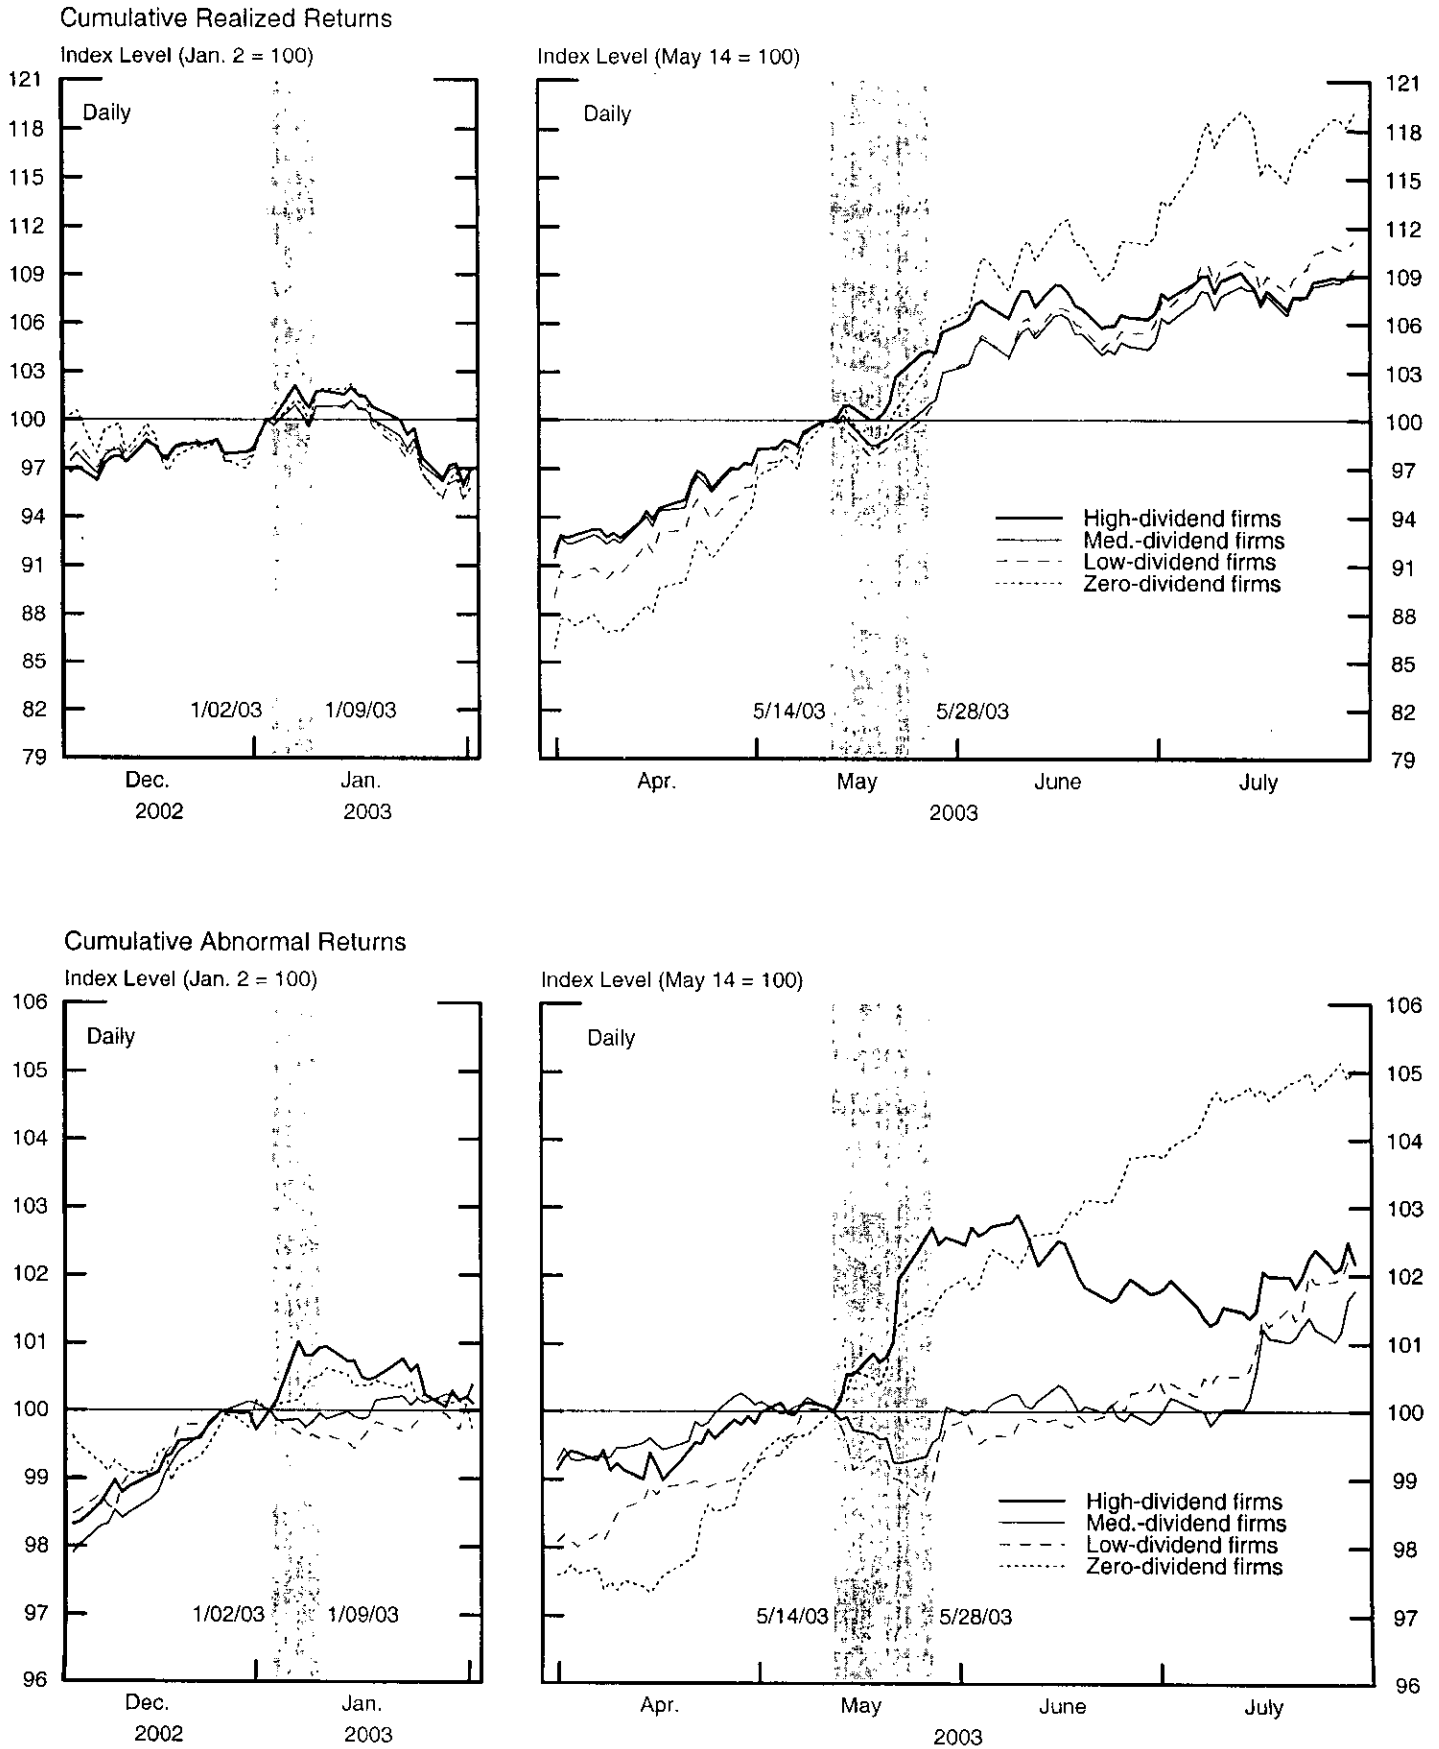 Cumulative Realized Returns
Index Level (Jan. 2 = 100)
Index Level (May 14 = 100)
121
118
115
112
109
106
103
100
97
94
91
88
85
82
79
Daily
1/02/03
1/09/03
Dec.
2002
Jan.
2003
Daily
5/14/03
5/28/03
High-dividend firms
Med.-dividend firms
Low-dividend firms
Zero-dividend firms
Apr.
May
June
July
2003
121
118
115
112
109
106
103
100
97
94
91
88
85
82
79
Cumulative Abnormal Returns
Index Level (Jan. 2 = 100)
Index Level (May 14 = 100)
106
105
104
103
102
101
100
99
98
97
96
Daily
1/02/03
1/09/03
Dec.
2002
Jan.
2003
Daily
5/14/03
5/28/03
High-dividend firms
Med.-dividend firms
Low-dividend firms
Zero-dividend firms
Apr.
May
June
July
2003
106
105
104
103
102
101
100
99
98
97
96